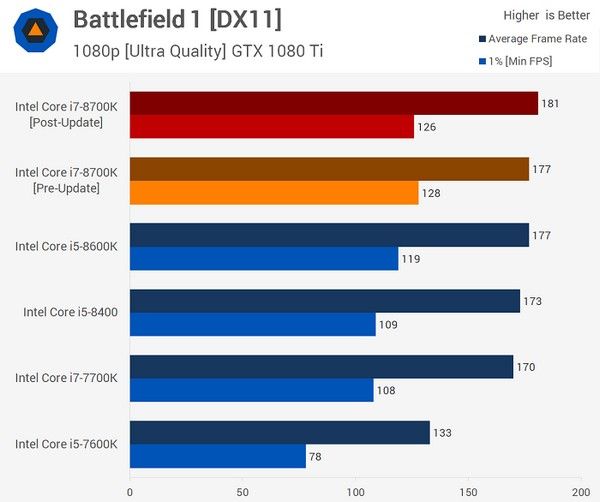 Battlefield 1 [DX11]
1080p [Ultra Quality] GTX 1080 Ti
Higher is Better
Average Frame Rate
1% [Min FPS]
Intel Core i7-8700K
[Post-Update]
181
126
Intel Core i7-8700K
[Pre-Update]
177
128
Intel Core i5-8600K
177
119
Intel Core i5-8400
173
109
Intel Core i7-7700K
170
108
Intel Core i5-7600K
133
78
0 50 100 150 200